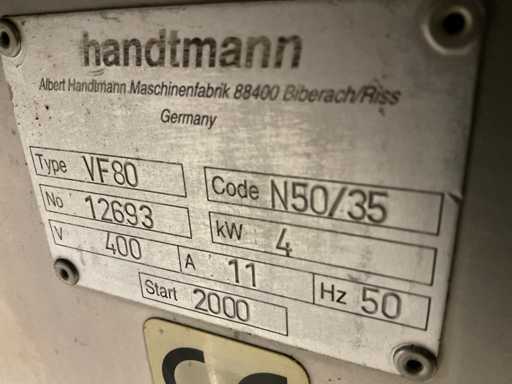 handtmann
Albert Handtmann Maschinenfabrik 88400 Biberach/Riss
Germany
Type VF80 Code N50/35
No 12693 kW 4
V 400 A 11 Hz 50
Start 2000
CE